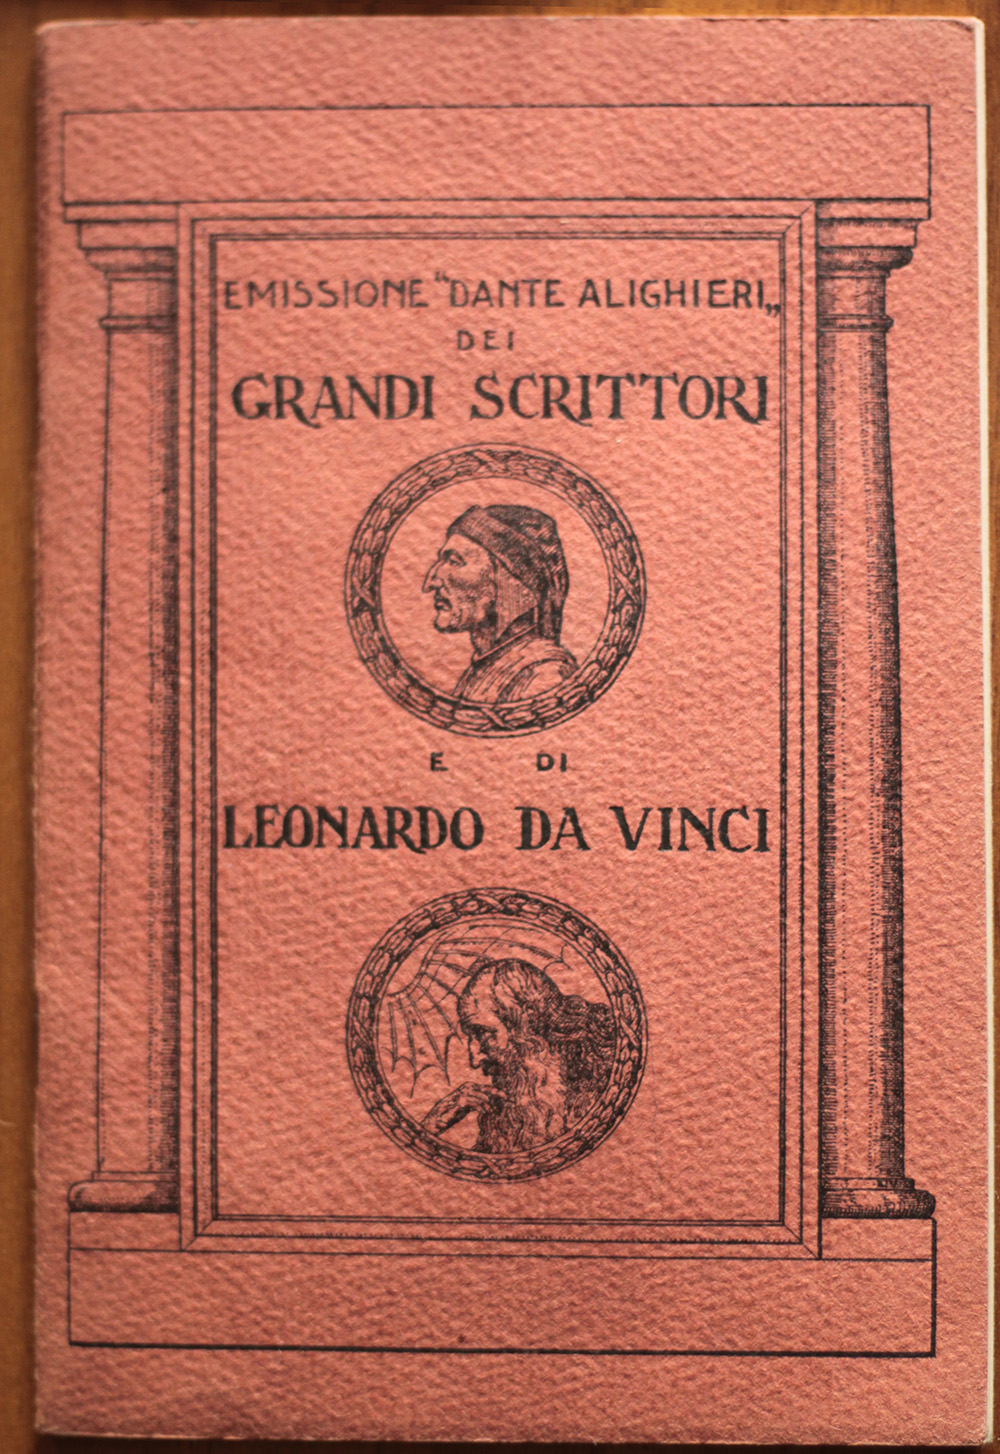 EMISSIONE “DANTE ALIGHIERI„
DEI
GRANDI SCRITTORI
E DI
LEONARDO DA VINCI